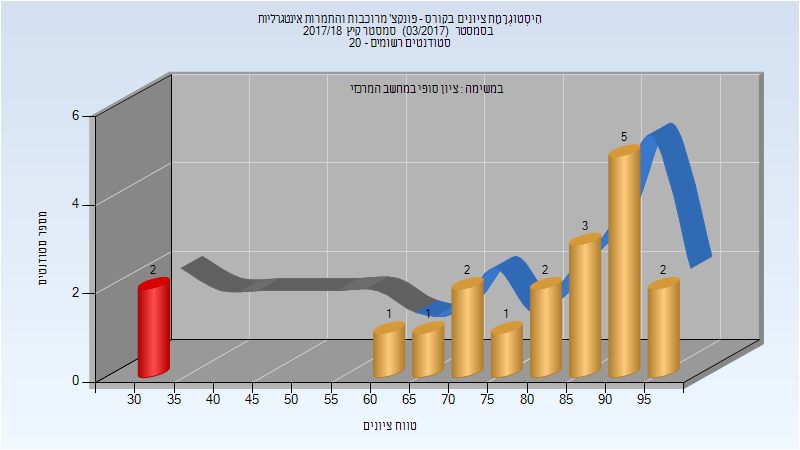 הִיסטוגְרָמַת ציונים בקורס - פונקצ' מרוכבות והתמרות אינטגרליות
בסמסטר (03/2017) סמסטר קיץ 2017/18
סטודנטים רשומים - 20
במשימה : ציון סופי במחשב המרכזי
מספר סטודנטים
6
4
2
0
2
1
1
2
1
2
3
5
2
30 35 40 45 50 55 60 65 70 75 80 85 90 95
טווח ציונים